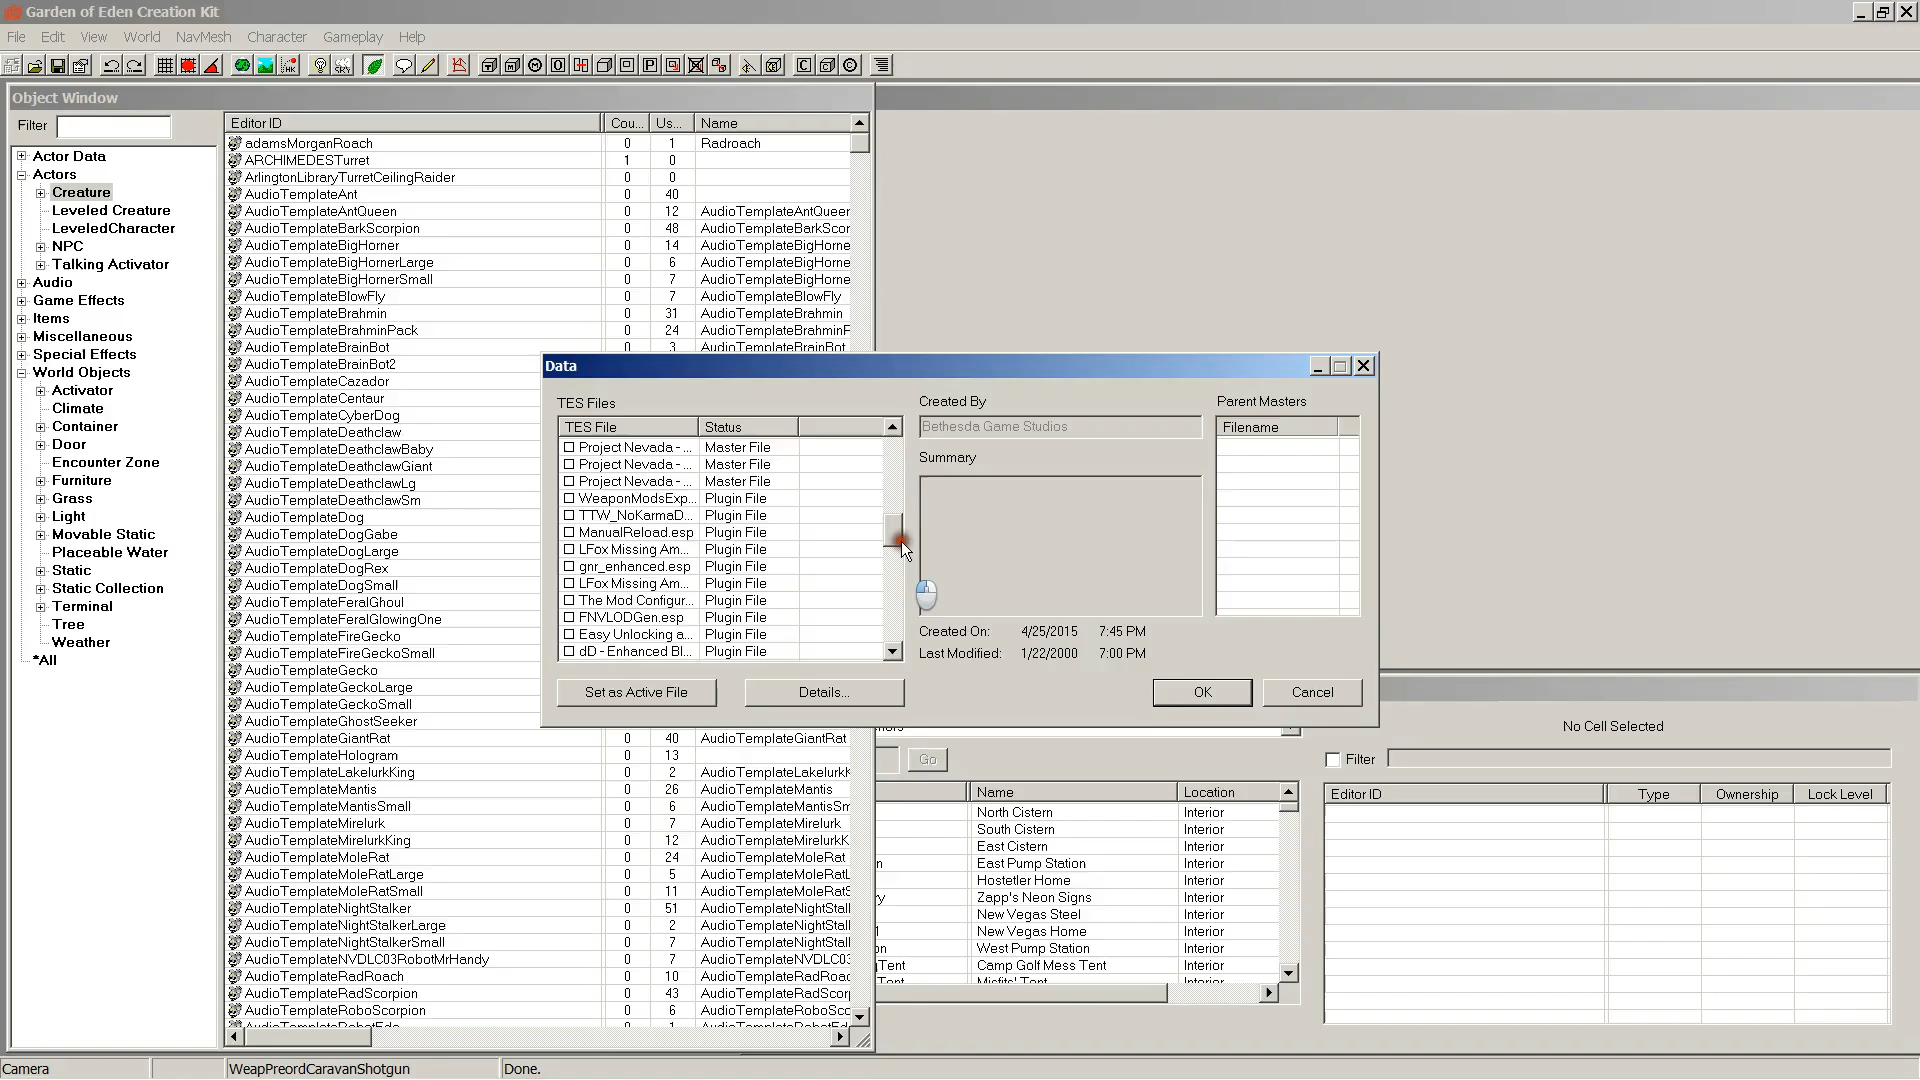 Garden of Eden Creation Kit
File Edit View World NavMesh Character Gameplay Help
Object Window
Filter
Actor Data
Actors
Creature
Leveled Creature
LeveledCharacter
NPC
Talking Activator
Audio
Game Effects
Items
Miscellaneous
Special Effects
World Objects
Activator
Climate
Container
Door
Encounter Zone
Furniture
Grass
Light
Movable Static
Placeable Water
Static
Static Collection
Terminal
Tree
Weather
*All
Editor ID Cou... Us... Name
adamsMorganRoach 0 1 Radroach
ARCHIMEDESTurret 1 0
ArlingtonLibraryTurretCeilingRaider 0 0
AudioTemplateAnt 0 40
AudioTemplateAntQueen 0 12 AudioTemplateAntQueer
AudioTemplateBarkScorpion 0 48 AudioTemplateBarkScor
AudioTemplateBigHorner 0 14 AudioTemplateBigHorne
AudioTemplateBigHornerLarge 0 6 AudioTemplateBigHorne
AudioTemplateBigHornerSmall 0 7 AudioTemplateBigHorne
AudioTemplateBlowFly 0 7 AudioTemplateBlowFly
AudioTemplateBrahmin 0 31 AudioTemplateBrahmin
AudioTemplateBrahminPack 0 24 AudioTemplateBrahminF
AudioTemplateBrainBot 0 3 AudioTemplateBrainBot
AudioTemplateBrainBot2
AudioTemplateCazador
AudioTemplateCentaur
AudioTemplateCyberDog
AudioTemplateDeathclaw
AudioTemplateDeathclawBaby
AudioTemplateDeathclawGiant
AudioTemplateDeathclawLg
AudioTemplateDeathclawSm
AudioTemplateDog
AudioTemplateDogGabe
AudioTemplateDogLarge
AudioTemplateDogRex
AudioTemplateDogSmall
AudioTemplateFeralGhoul
AudioTemplateFeralGlowingOne
AudioTemplateFireGecko
AudioTemplateFireGeckoSmall
AudioTemplateGecko
AudioTemplateGeckoLarge
AudioTemplateGeckoSmall
AudioTemplateGhostSeeker
AudioTemplateGiantRat 0 40 AudioTemplateGiantRat
AudioTemplateHologram 0 13
AudioTemplateLakelurkKing 0 2 AudioTemplateLakelurkK
AudioTemplateMantis 0 26 AudioTemplateMantis
AudioTemplateMantisSmall 0 6 AudioTemplateMantisSm
AudioTemplateMirelurk 0 7 AudioTemplateMirelurk
AudioTemplateMirelurkKing 0 12 AudioTemplateMirelurkK
AudioTemplateMoleRat 0 24 AudioTemplateMoleRat
AudioTemplateMoleRatLarge 0 5 AudioTemplateMoleRatL
AudioTemplateMoleRatSmall 0 11 AudioTemplateMoleRatS
AudioTemplateNightStalker 0 51 AudioTemplateNightStall
AudioTemplateNightStalkerLarge 0 2 AudioTemplateNightStall
AudioTemplateNightStalkerSmall 0 7 AudioTemplateNightStall
AudioTemplateNVDLC03RobotMrHandy 0 7 AudioTemplateNVDLC03
AudioTemplateRadRoach 0 10 AudioTemplateRadRoac
AudioTemplateRadScorpion 0 43 AudioTemplateRadScorp
AudioTemplateRoboScorpion 0 6 AudioTemplateRoboSco
Data
TES Files
TES File Status
Project Nevada - ... Master File
Project Nevada - ... Master File
Project Nevada - ... Master File
WeaponModsExp... Plugin File
TTW_NoKarmaD... Plugin File
ManualReload.esp Plugin File
LFox Missing Am... Plugin File
gnr_enhanced.esp Plugin File
LFox Missing Am... Plugin File
The Mod Configur... Plugin File
FNVLODGen.esp Plugin File
Easy Unlocking a... Plugin File
dD - Enhanced Bl... Plugin File
Created By
Bethesda Game Studios
Summary
Created On: 4/25/2015 7:45 PM
Last Modified: 1/22/2000 7:00 PM
Parent Masters
Filename
Set as Active File Details... OK Cancel
Go
Name Location
North Cistern Interior
South Cistern Interior
East Cistern Interior
n East Pump Station Interior
Hostetler Home Interior
y Zapp's Neon Signs Interior
New Vegas Steel Interior
New Vegas Home Interior
on West Pump Station Interior
Tent Camp Golf Mess Tent Interior
Tent Misfits' Tent Interior
No Cell Selected
Filter
Editor ID Type Ownership Lock Level
Camera WeapPreordCaravanShotgun Done.